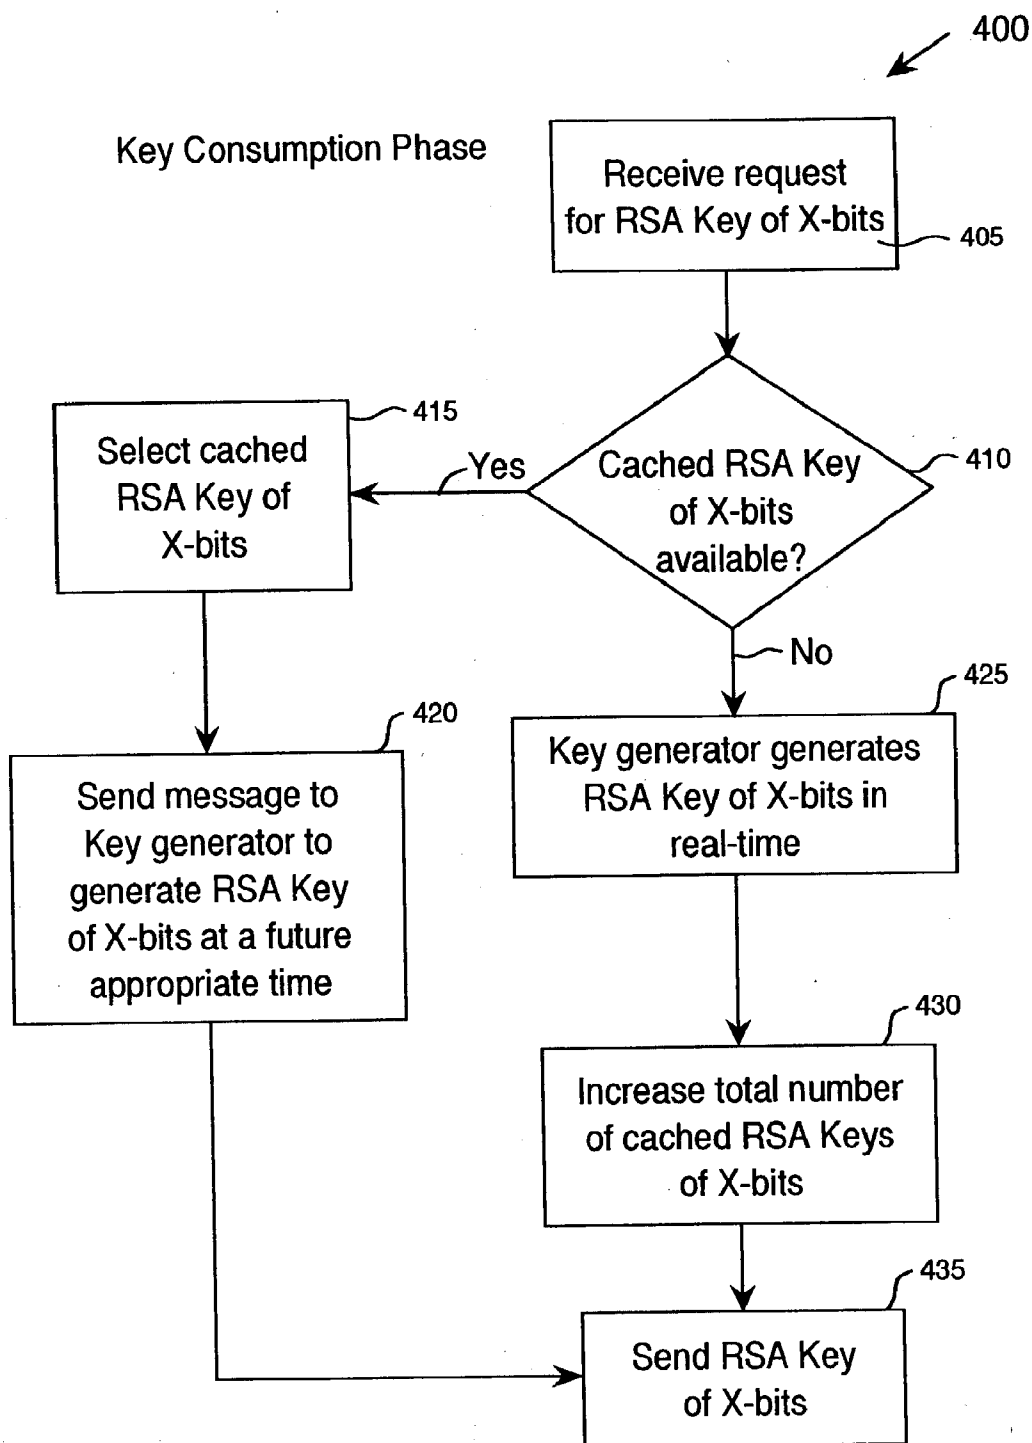 400
Key Consumption Phase
Receive request
for RSA Key of X-bits
405
Cached RSA Key
of X-bits
available?
410
Yes
415
Select cached
RSA Key of
X-bits
No
420
Send message to
Key generator to
generate RSA Key
of X-bits at a future
appropriate time
425
Key generator generates
RSA Key of X-bits in
real-time
430
Increase total number
of cached RSA Keys
of X-bits
435
Send RSA Key
of X-bits